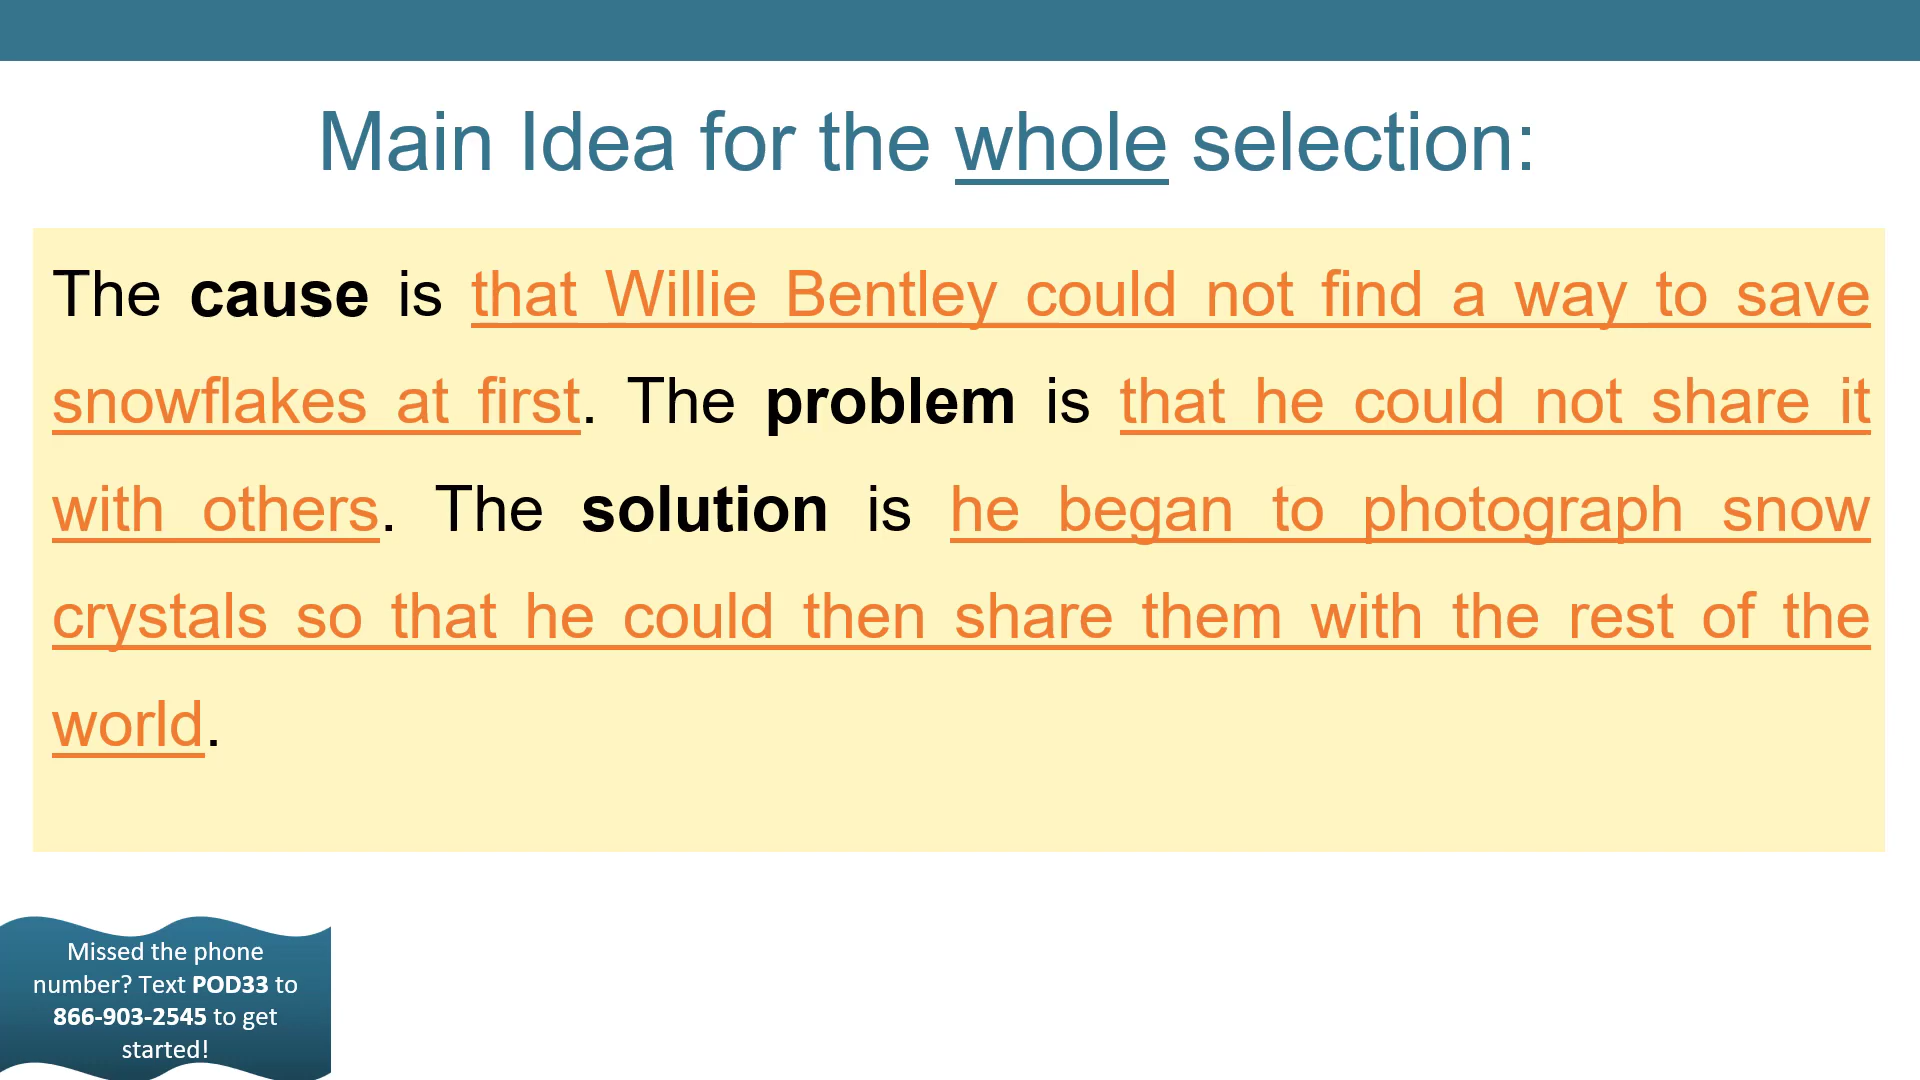 Main Idea for the whole selection:
The cause is that Willie Bentley could not find a way to save
snowflakes at first. The problem is that he could not share it
with others. The solution is he began to photograph snow
crystals so that he could then share them with the rest of the
world.
Missed the phone
number? Text POD33 to
866-903-2545 to get
started!